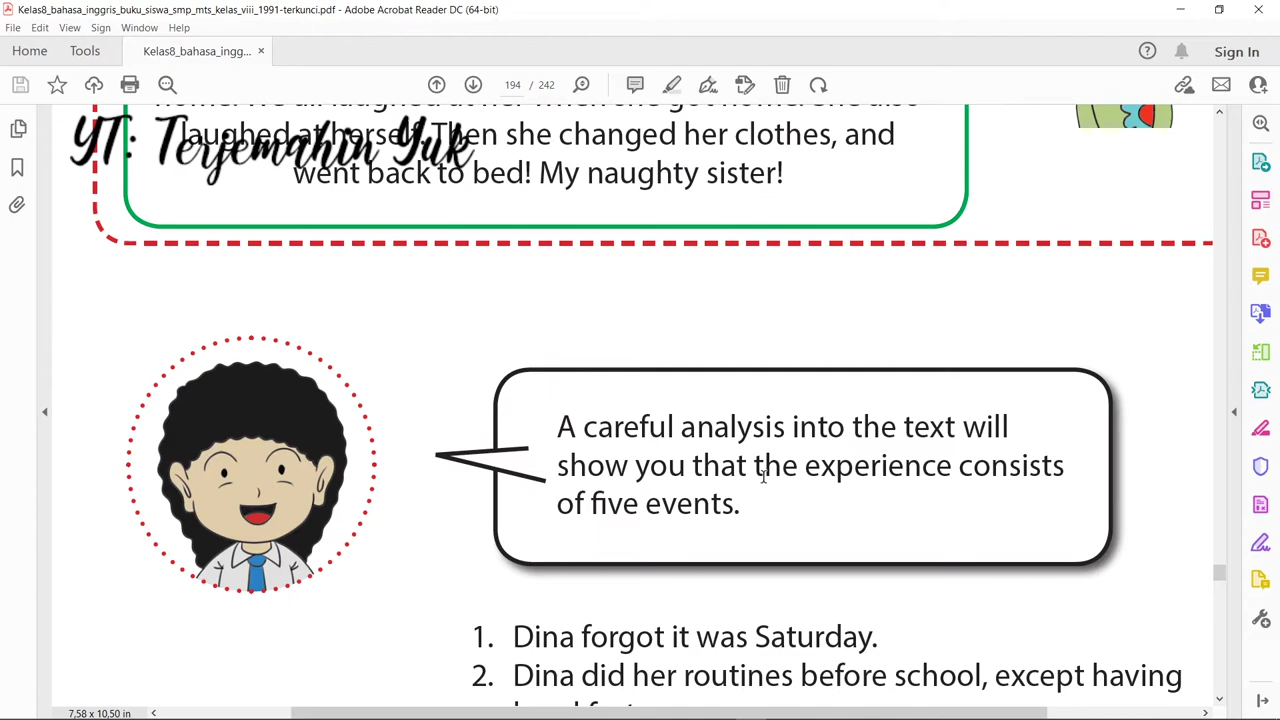 Kelas8_bahasa_inggris_buku_siswa_smp_mts_kelas_viii_1991-terkunci.pdf - Adobe Acrobat Reader DC (64-bit)
File Edit View Sign Window Help
Home Tools Kelas8_bahasa_ingg... × Sign In
194 / 242
laughed at herself. Then she changed her clothes, and
YT: Terjemahin Yuk
went back to bed! My naughty sister!
A careful analysis into the text will
show you that the experience consists
of five events.
1. Dina forgot it was Saturday.
2. Dina did her routines before school, except having
7,58 x 10,50 in